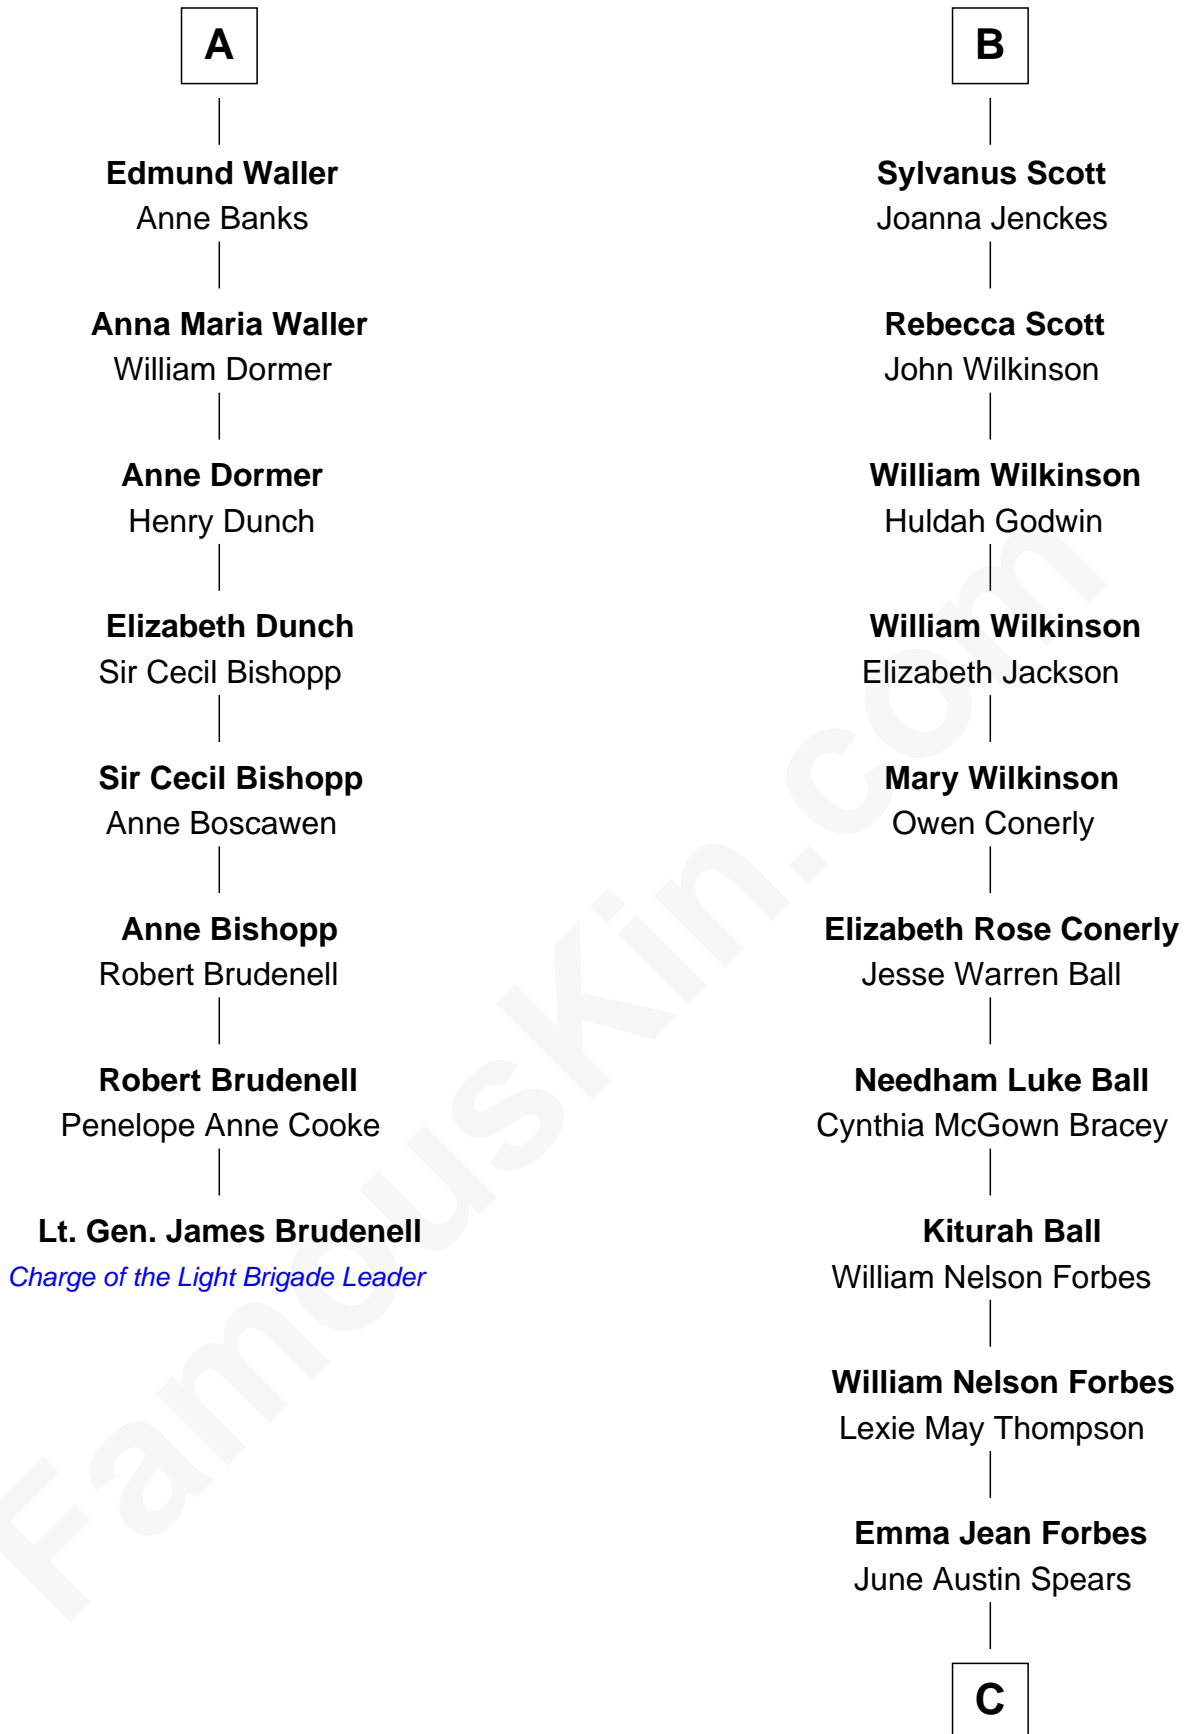 A
Edmund Waller
Anne Banks
Anna Maria Waller
William Dormer
Anne Dormer
Henry Dunch
Elizabeth Dunch
Sir Cecil Bishopp
Sir Cecil Bishopp
Anne Boscawen
Anne Bishopp
Robert Brudenell
Robert Brudenell
Penelope Anne Cooke
Lt. Gen. James Brudenell
Charge of the Light Brigade Leader
B
Sylvanus Scott
Joanna Jenckes
Rebecca Scott
John Wilkinson
William Wilkinson
Huldah Godwin
William Wilkinson
Elizabeth Jackson
Mary Wilkinson
Owen Conerly
Elizabeth Rose Conerly
Jesse Warren Ball
Needham Luke Ball
Cynthia McGown Bracey
Kiturah Ball
William Nelson Forbes
William Nelson Forbes
Lexie May Thompson
Emma Jean Forbes
June Austin Spears
C
FamousKin.com